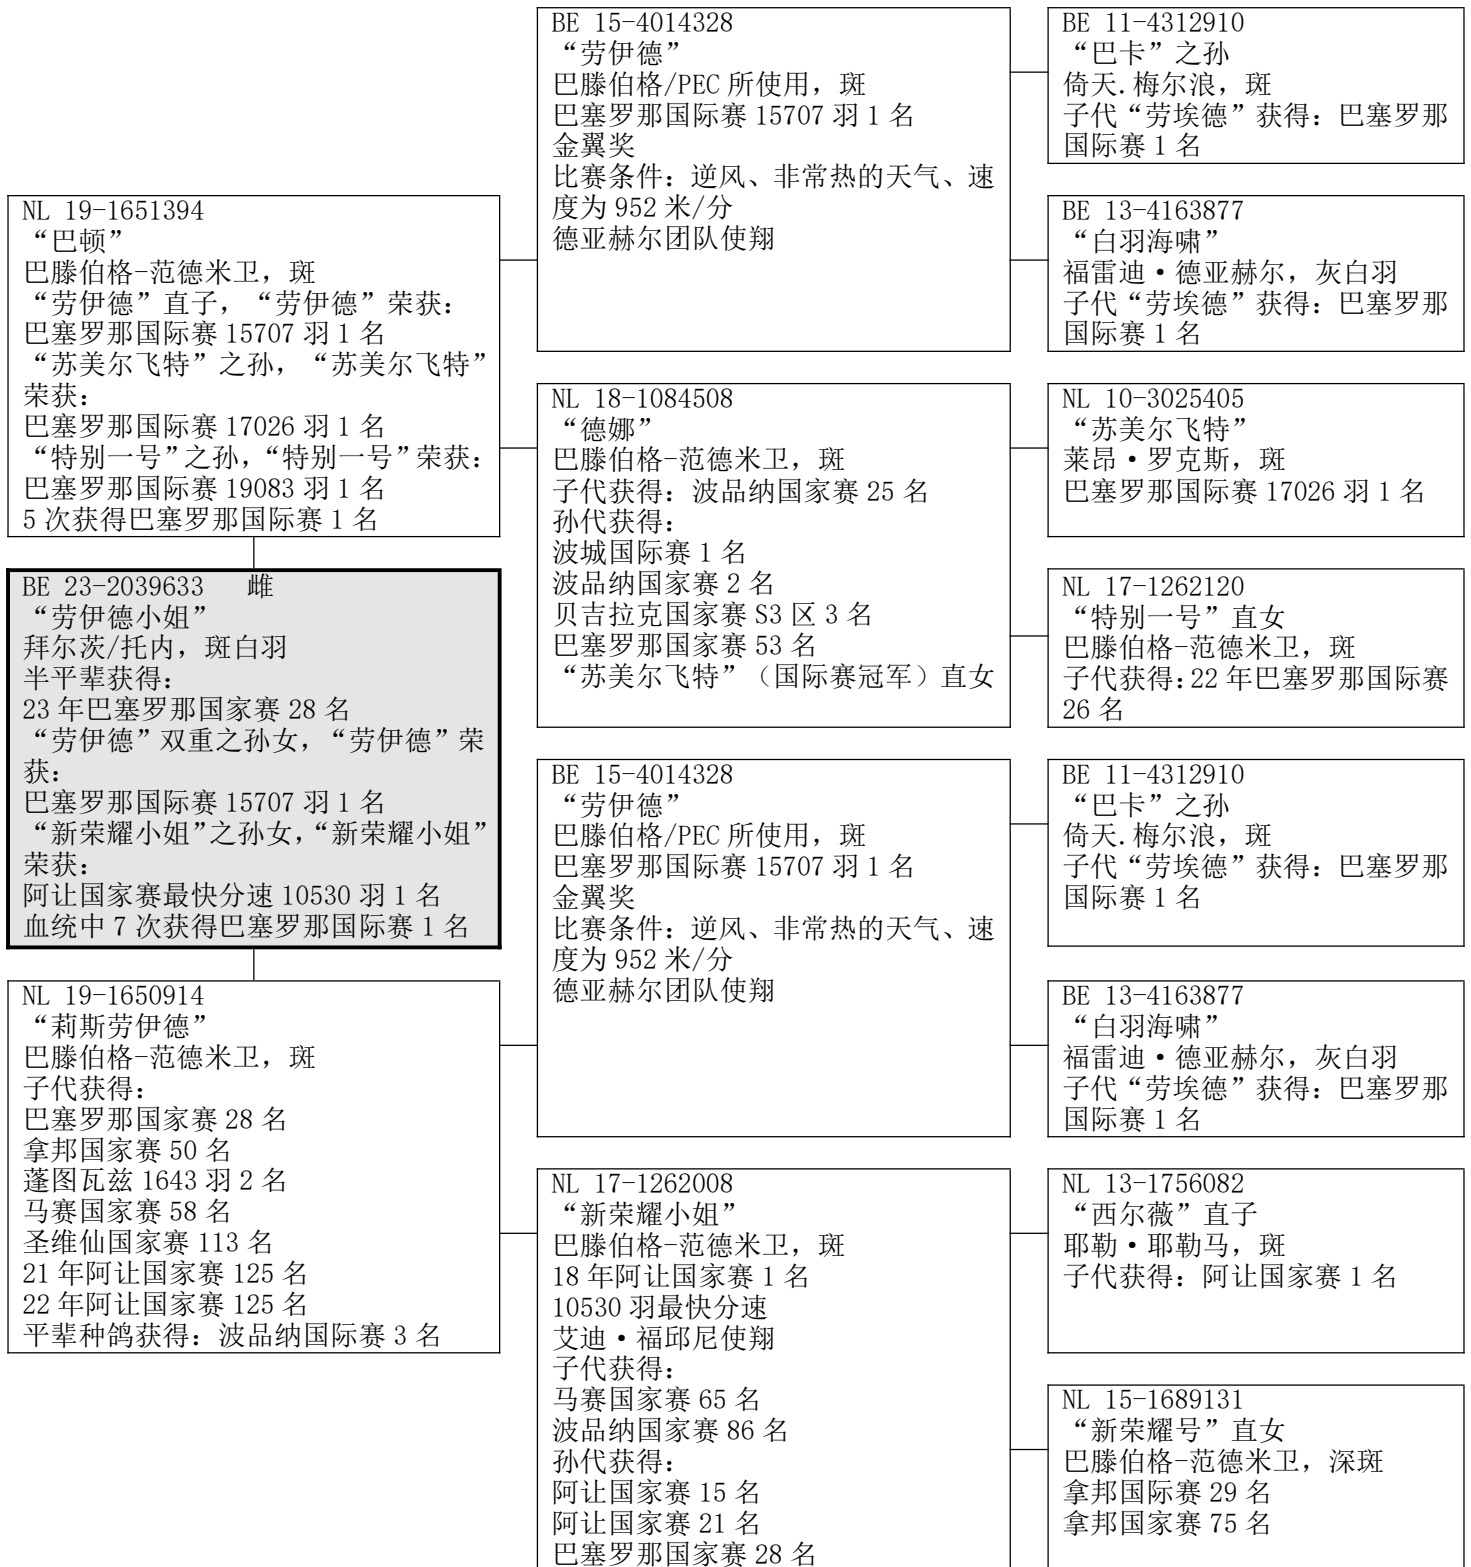 NL 19-1651394
“巴顿”
巴滕伯格-范德米卫，斑
“劳伊德”直子，“劳伊德”荣获：
巴塞罗那国际赛 15707 羽 1 名
“苏美尔飞特”之孙，“苏美尔飞特”
荣获：
巴塞罗那国际赛 17026 羽 1 名
“特别一号”之孙，“特别一号”荣获：
巴塞罗那国际赛 19083 羽 1 名
5 次获得巴塞罗那国际赛 1 名
BE 23-2039633 雌
“劳伊德小姐”
拜尔茨/托内，斑白羽
半平辈获得：
23 年巴塞罗那国家赛 28 名
“劳伊德”双重之孙女，“劳伊德”荣
获：
巴塞罗那国际赛 15707 羽 1 名
“新荣耀小姐”之孙女，“新荣耀小姐”
荣获：
阿让国家赛最快分速 10530 羽 1 名
血统中 7 次获得巴塞罗那国际赛 1 名
NL 19-1650914
“莉斯劳伊德”
巴滕伯格-范德米卫，斑
子代获得：
巴塞罗那国家赛 28 名
拿邦国家赛 50 名
蓬图瓦兹 1643 羽 2 名
马赛国家赛 58 名
圣维仙国家赛 113 名
21 年阿让国家赛 125 名
22 年阿让国家赛 125 名
平辈种鸽获得：波品纳国际赛 3 名
BE 15-4014328
“劳伊德”
巴滕伯格/PEC 所使用，斑
巴塞罗那国际赛 15707 羽 1 名
金翼奖
比赛条件：逆风、非常热的天气、速
度为 952 米/分
德亚赫尔团队使翔
NL 18-1084508
“德娜”
巴滕伯格-范德米卫，斑
子代获得：波品纳国家赛 25 名
孙代获得：
波城国际赛 1 名
波品纳国家赛 2 名
贝吉拉克国家赛 S3 区 3 名
巴塞罗那国家赛 53 名
“苏美尔飞特”（国际赛冠军）直女
BE 15-4014328
“劳伊德”
巴滕伯格/PEC 所使用，斑
巴塞罗那国际赛 15707 羽 1 名
金翼奖
比赛条件：逆风、非常热的天气、速
度为 952 米/分
德亚赫尔团队使翔
NL 17-1262008
“新荣耀小姐”
巴滕伯格-范德米卫，斑
18 年阿让国家赛 1 名
10530 羽最快分速
艾迪·福邱尼使翔
子代获得：
马赛国家赛 65 名
波品纳国家赛 86 名
孙代获得：
阿让国家赛 15 名
阿让国家赛 21 名
巴塞罗那国家赛 28 名
BE 11-4312910
“巴卡”之孙
倚天.梅尔浪，斑
子代“劳埃德”获得：巴塞罗那
国际赛 1 名
BE 13-4163877
“白羽海啸”
福雷迪·德亚赫尔，灰白羽
子代“劳埃德”获得：巴塞罗那
国际赛 1 名
NL 10-3025405
“苏美尔飞特”
莱昂·罗克斯，斑
巴塞罗那国际赛 17026 羽 1 名
NL 17-1262120
“特别一号”直女
巴滕伯格-范德米卫，斑
子代获得：22 年巴塞罗那国际赛
26 名
BE 11-4312910
“巴卡”之孙
倚天.梅尔浪，斑
子代“劳埃德”获得：巴塞罗那
国际赛 1 名
BE 13-4163877
“白羽海啸”
福雷迪·德亚赫尔，灰白羽
子代“劳埃德”获得：巴塞罗那
国际赛 1 名
NL 13-1756082
“西尔薇”直子
耶勒·耶勒马，斑
子代获得：阿让国家赛 1 名
NL 15-1689131
“新荣耀号”直女
巴滕伯格-范德米卫，深斑
拿邦国际赛 29 名
拿邦国家赛 75 名